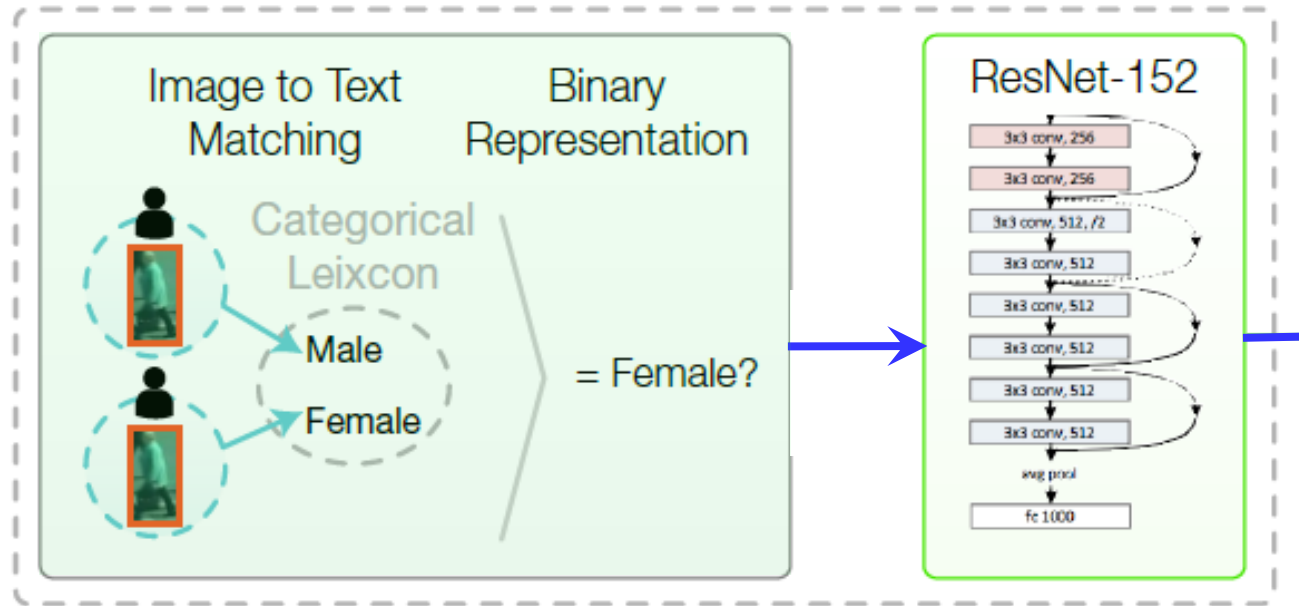 Image to Text
Matching
Binary
Representation
Categorical
Leixcon
Male
Female
= Female?
ResNet-152
3x3 conv, 256
3x3 conv, 256
3x3 conv, 512, /2
3x3 conv, 512
3x3 conv, 512
3x3 conv, 512
3x3 conv, 512
3x3 conv, 512
avg pool
fc 1000